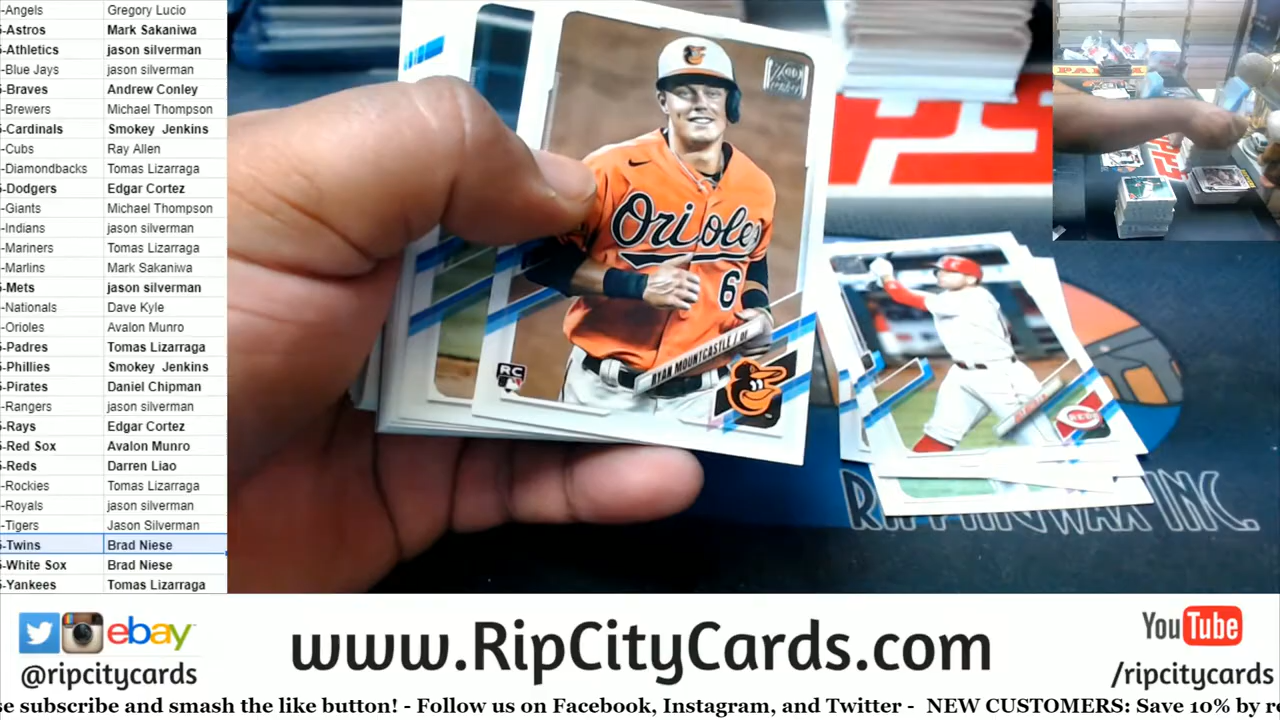 -Angels Gregory Lucio
-Astros Mark Sakaniwa
-Athletics jason silverman
-Blue Jays jason silverman
-Braves Andrew Conley
-Brewers Michael Thompson
-Cardinals Smokey Jenkins
-Cubs Ray Allen
-Diamondbacks Tomas Lizarraga
-Dodgers Edgar Cortez
-Giants Michael Thompson
-Indians jason silverman
-Mariners Tomas Lizarraga
-Marlins Mark Sakaniwa
-Mets jason silverman
-Nationals Dave Kyle
-Orioles Avalon Munro
-Padres Tomas Lizarraga
-Phillies Smokey Jenkins
-Pirates Daniel Chipman
-Rangers jason silverman
-Rays Edgar Cortez
-Red Sox Avalon Munro
-Reds Darren Liao
-Rockies Tomas Lizarraga
-Royals jason silverman
-Tigers Jason Silverman
-Twins Brad Niese
-White Sox Brad Niese
-Yankees Tomas Lizarraga
Orioles
6
RYAN MOUNTCASTLE / OF
RC
REDS
RIPPINGWAX INC.
ebay
@ripcitycards
www.RipCityCards.com
YouTube
/ripcitycards
se subscribe and smash the like button! - Follow us on Facebook, Instagram, and Twitter - NEW CUSTOMERS: Save 10% by re